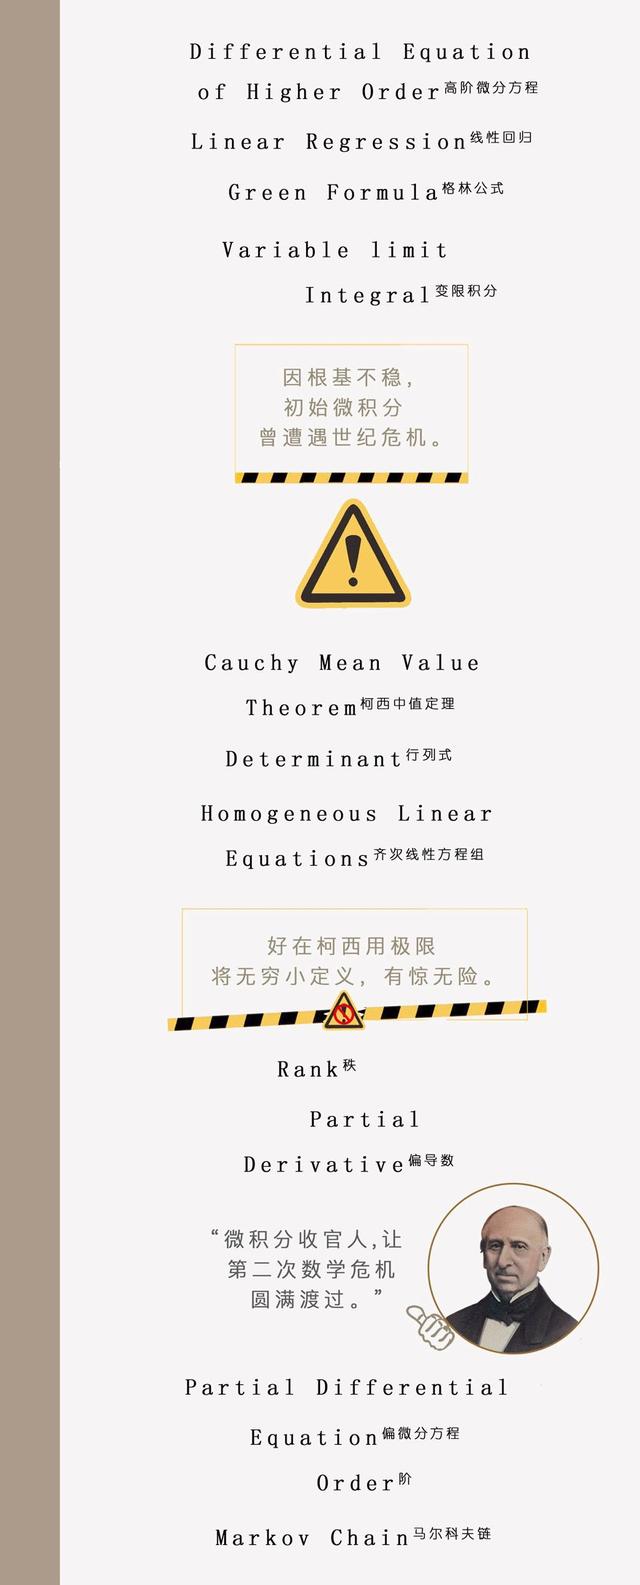 Differential Equation
of Higher Order高阶微分方程
Linear Regression线性回归
Green Formula格林公式
Variable limit
Integral变限积分
因根基不稳，
初始微积分
曾遭遇世纪危机。
Cauchy Mean Value
Theorem柯西中值定理
Determinant行列式
Homogeneous Linear
Equations齐次线性方程组
好在柯西用极限
将无穷小定义，有惊无险。
Rank秩
Partial
Derivative偏导数
“微积分收官人,让
第二次数学危机
圆满渡过。”
Partial Differential
Equation偏微分方程
Order阶
Markov Chain马尔科夫链